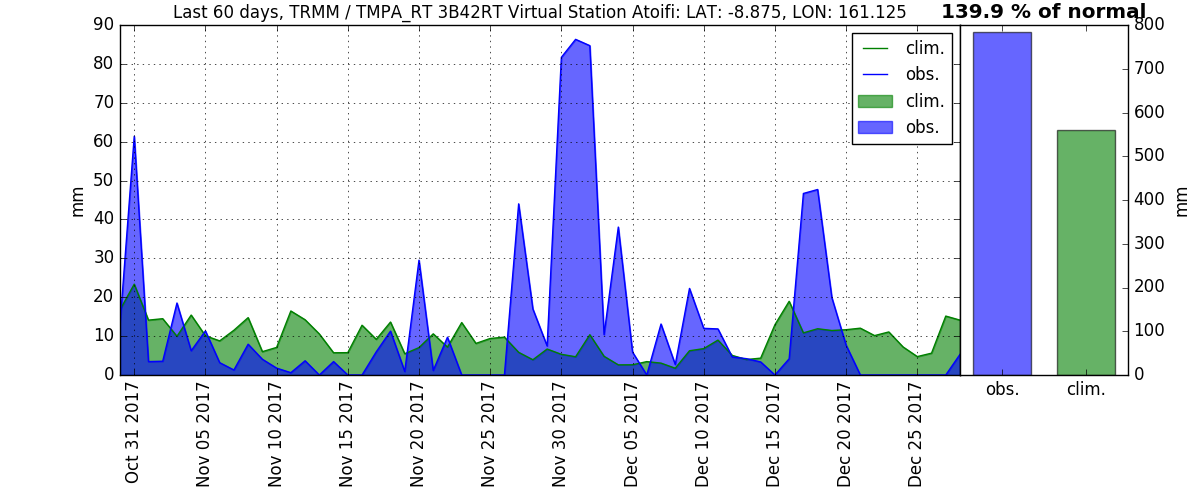 Last 60 days, TRMM / TMPA_RT 3B42RT Virtual Station Atoifi: LAT: -8.875, LON: 161.125
139.9 % of normal
90
80
70
60
50
40
30
20
10
0
mm
clim.
obs.
clim.
obs.
Oct 31 2017
Nov 05 2017
Nov 10 2017
Nov 15 2017
Nov 20 2017
Nov 25 2017
Nov 30 2017
Dec 05 2017
Dec 10 2017
Dec 15 2017
Dec 20 2017
Dec 25 2017
800
700
600
500
400
300
200
100
0
mm
obs.
clim.